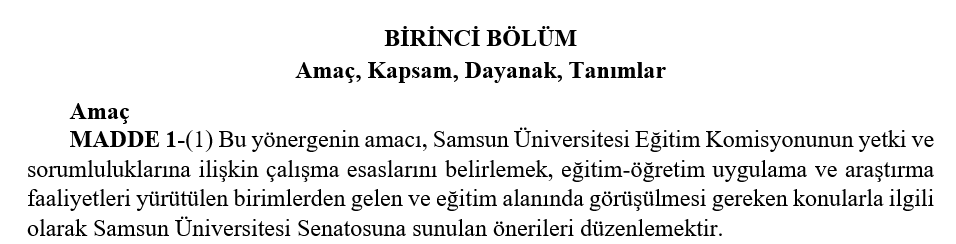 BİRİNCİ BÖLÜM
Amaç, Kapsam, Dayanak, Tanımlar
Amaç
MADDE 1-(1) Bu yönergenin amacı, Samsun Üniversitesi Eğitim Komisyonunun yetki ve
sorumluluklarına ilişkin çalışma esaslarını belirlemek, eğitim-öğretim uygulama ve araştırma
faaliyetleri yürütülen birimlerden gelen ve eğitim alanında görüşülmesi gereken konularla ilgili
olarak Samsun Üniversitesi Senatosuna sunulan önerileri düzenlemektir.